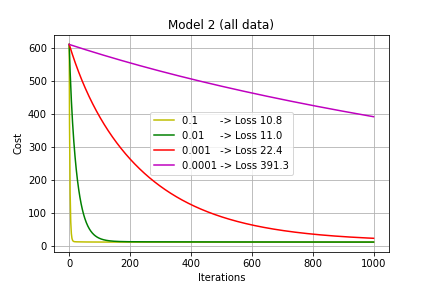 Model 2 (all data)
600
500
400
300
200
100
0
Cost
0.1 -> Loss 10.8
0.01 -> Loss 11.0
0.001 -> Loss 22.4
0.0001 -> Loss 391.3
0 200 400 600 800 1000
Iterations